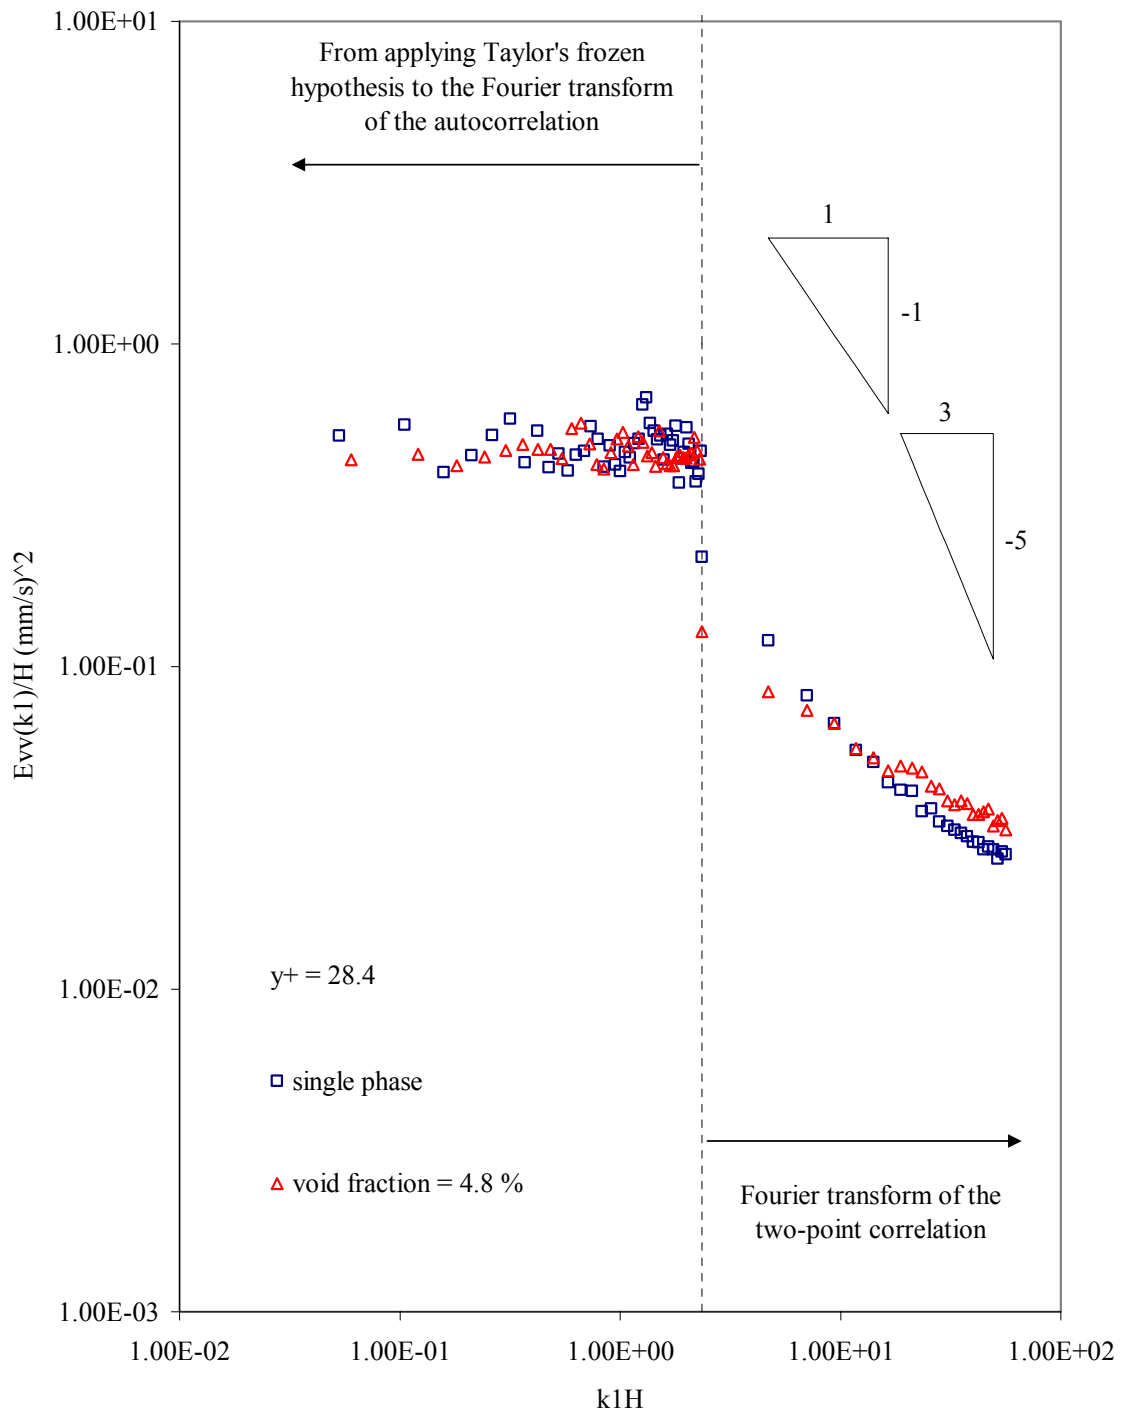 1.00E+01
From applying Taylor's frozen
hypothesis to the Fourier transform
of the autocorrelation
1
-1
1.00E+00
3
-5
Evv(k1)/H (mm/s)^2
1.00E-01
y+ = 28.4
1.00E-02
single phase
void fraction = 4.8 %
Fourier transform of the
two-point correlation
1.00E-03
1.00E-02
1.00E-01
1.00E+00
1.00E+01
1.00E+02
k1H